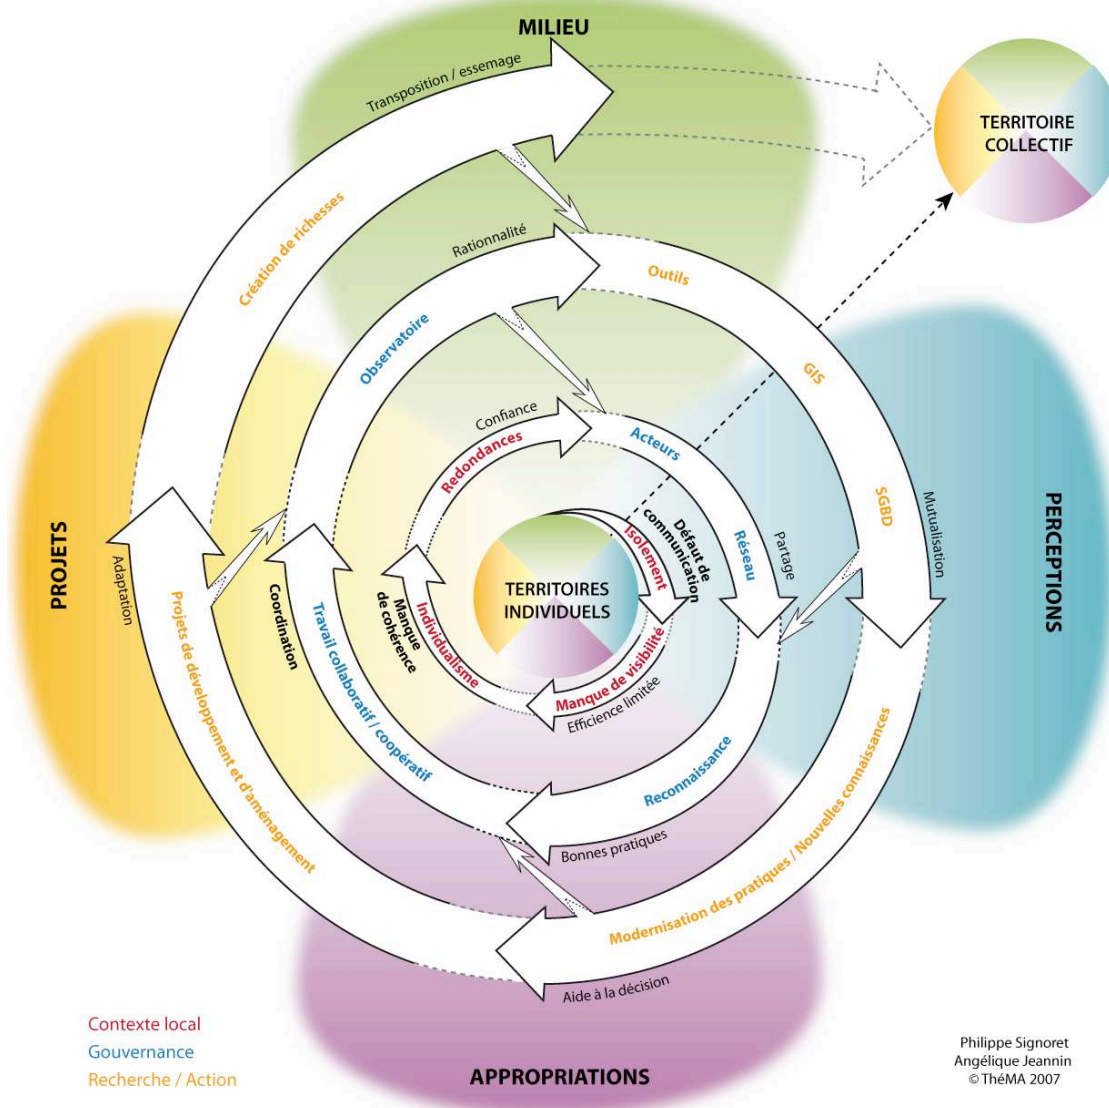 MILIEU
Transposition / essemage
TERRITOIRE
COLLECTIF
Création de richesses
Rationnalité
Outils
Observatoire
GIS
Confiance
Redondances
Acteurs
SGBD
Mutualisation
PERCEPTIONS
PROJETS
Adaptation
Isolement
Défaut de
communication
Réseau
Partage
TERRITOIRES
INDIVIDUELS
Coordination
Manque
de cohérence
Individualisme
Manque de visibilité
Efficience limitée
Travail collaboratif / coopératif
Projets de développement et d'aménagement
Reconnaissance
Bonnes pratiques
Modernisation des pratiques / Nouvelles connaissances
Aide à la décision
APPROPRIATIONS
Contexte local
Gouvernance
Recherche / Action
Philippe Signoret
Angélique Jeannin
© ThéMA 2007